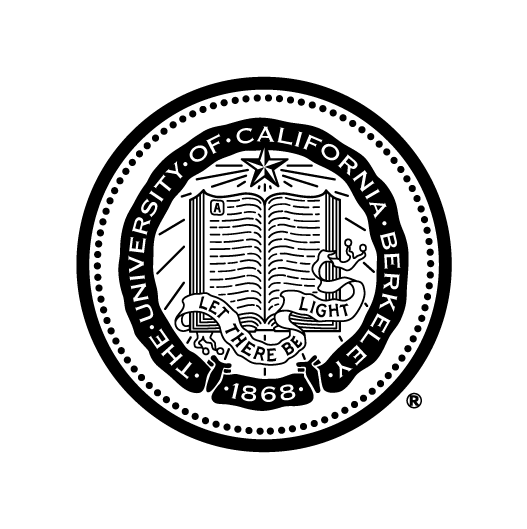 ·THE·UNIVERSITY·OF·CALIFORNIA·BERKELEY·
A
LET THERE BE LIGHT
·1868·
®